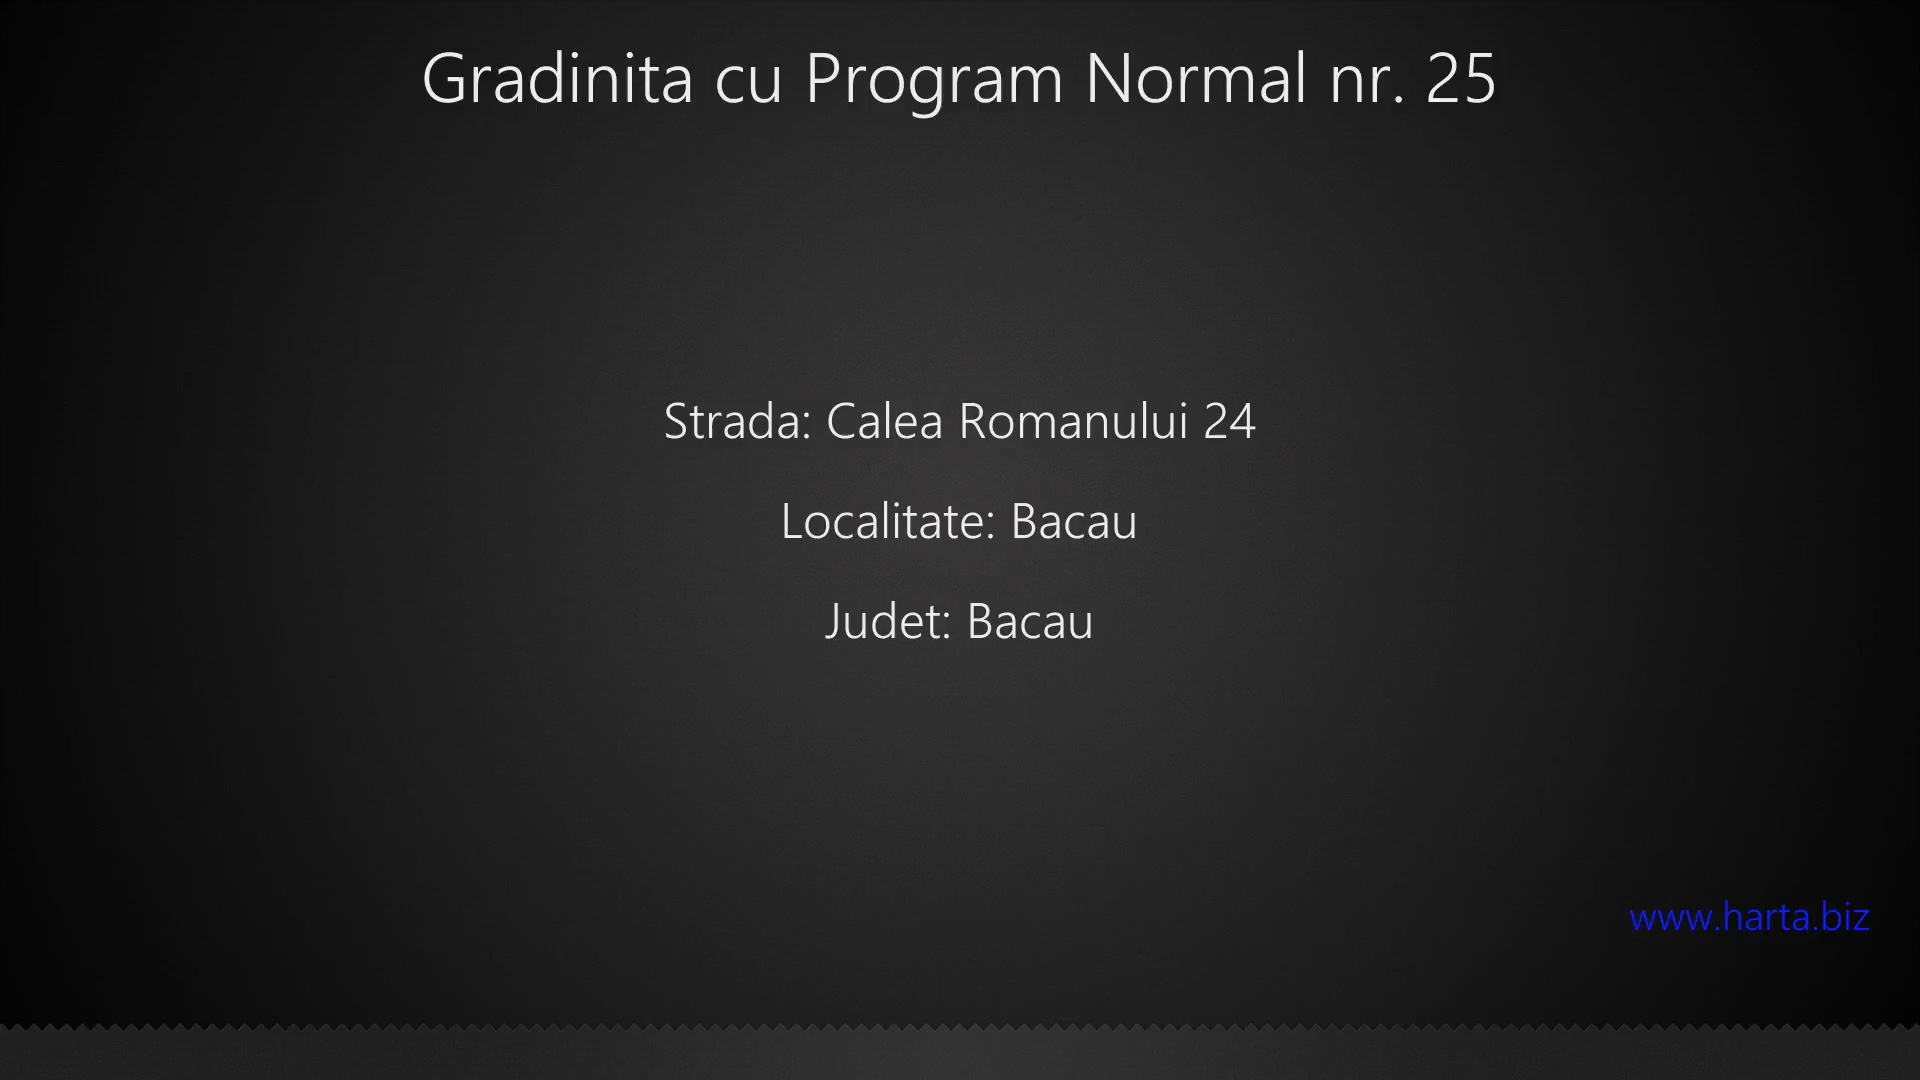 Gradinita cu Program Normal nr. 25
Strada: Calea Romanului 24
Localitate: Bacau
Judet: Bacau
www.harta.biz